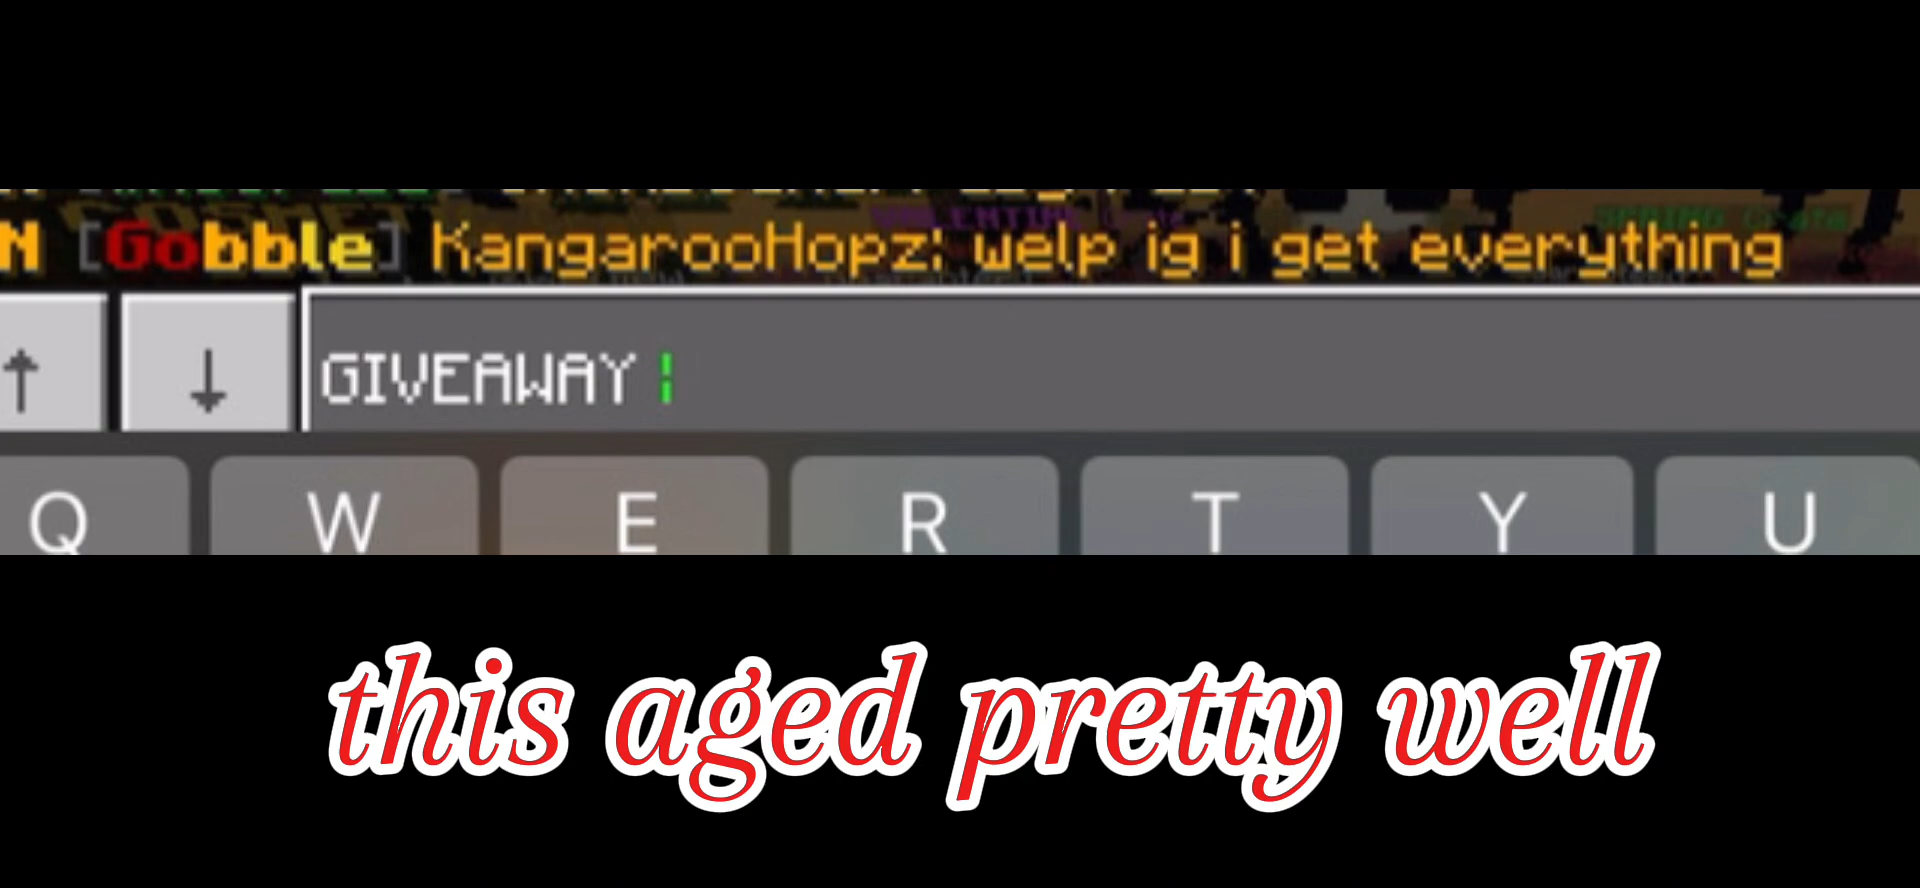 N [Gobble] KangarooHopz: welp ig i get everything
↑ ↓ GIVEAWAY
Q W E R T Y U
this aged pretty well